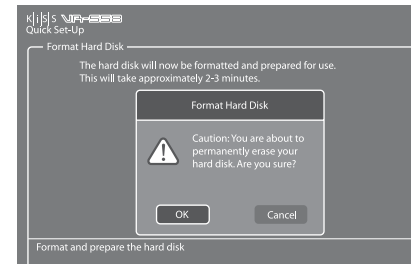 KISS VR-558
Quick Set-Up
Format Hard Disk
The hard disk will now be formatted and prepared for use.
This will take approximately 2-3 minutes.
Format Hard Disk
Caution: You are about to
permanently erase your
hard disk. Are you sure?
OK
Cancel
Format and prepare the hard disk